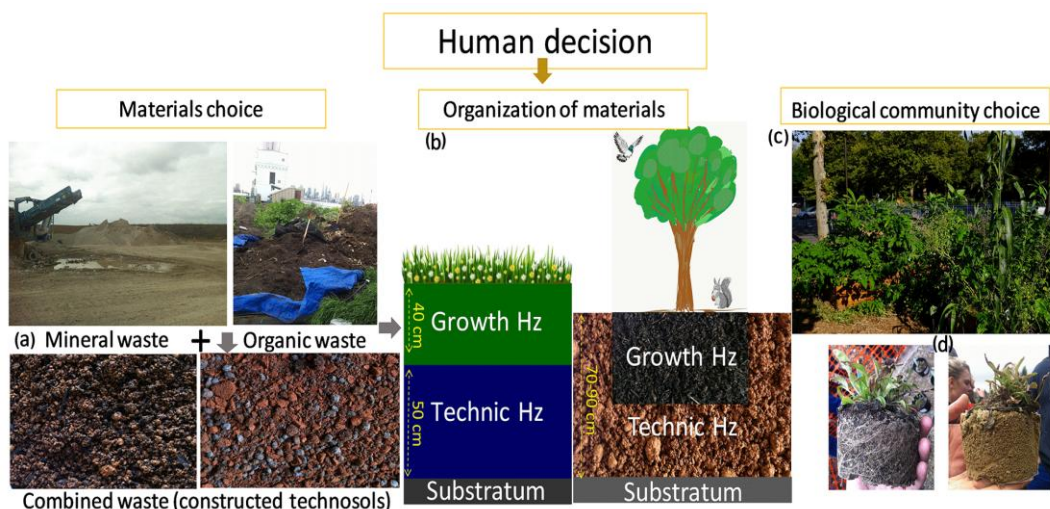 Human decision
Materials choice
Organization of materials
Biological community choice
(b)
(c)
(a) Mineral waste + Organic waste
Combined waste (constructed technosols)
40 cm
Growth Hz
50 cm
Technic Hz
Substratum
Growth Hz
70-90 cm
Technic Hz
Substratum
(d)